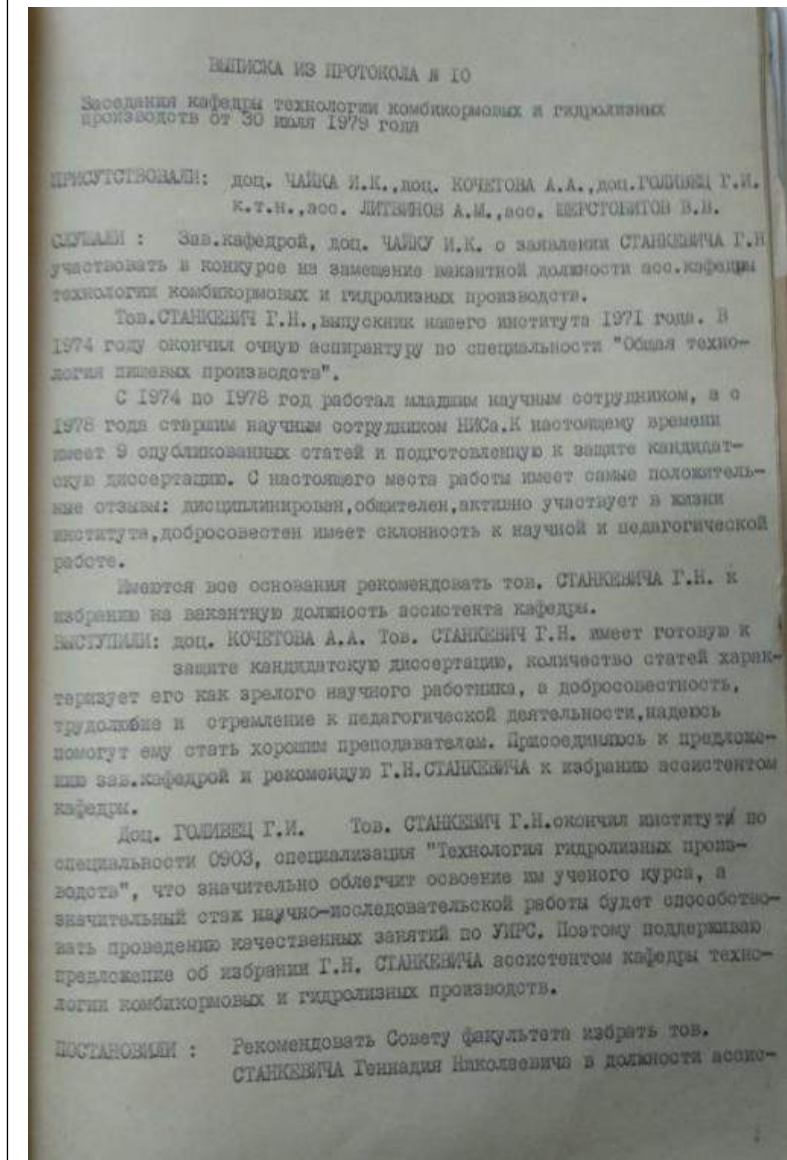 ВЫПИСКА ИЗ ПРОТОКОЛА № 10
Заседания кафедры технологии комбикормовых и гидролизных
производств от 30 июля 1979 года
ПРИСУТСТВОВАЛИ: доц. ЧАЙКА И.К.,доц. КОЧЕТОВА А.А.,доц.ГОЛИВЕЦ Г.И.
к.т.н.,асс. ЛИТВИНОВ А.М.,асс. ШЕРСТОБИТОВ В.В.
СЛУШАЛИ : Зав.кафедрой, доц. ЧАЙКУ И.К. о заявлении СТАНКЕВИЧА Г.Н
участвовать в конкурсе на замещение вакантной должности асс.кафедры
технологии комбикормовых и гидролизных производств.
Тов.СТАНКЕВИЧ Г.Н.,выпускник нашего института 1971 года. В
1974 году окончил очную аспирантуру по специальности "Общая техно-
логия пищевых производств".
С 1974 по 1978 год работал младшим научным сотрудником, а с
1978 года старшим научным сотрудником НИСа.К настоящему времени
имеет 9 опубликованных статей и подготовленную к защите кандидат-
скую диссертацию. С настоящего места работы имеет самые положитель-
ные отзывы: дисциплинирован,общителен,активно участвует в жизни
института,добросовестен имеет склонность к научной и педагогической
работе.
Имеются все основания рекомендовать тов. СТАНКЕВИЧА Г.Н. к
избранию на вакантную должность ассистента кафедры.
ВЫСТУПИЛИ: доц. КОЧЕТОВА А.А. Тов. СТАНКЕВИЧ Г.Н. имеет готовую к
защите кандидатскую диссертацию, количество статей харак-
теризует его как зрелого научного работника, а добросовестность,
трудолюбие и стремление к педагогической деятельности,надеюсь
помогут ему стать хорошим преподавателем. Присоединяюсь к предложе-
нию зав.кафедрой и рекомендую Г.Н.СТАНКЕВИЧА к избранию ассистентом
кафедры.
Доц. ГОЛИВЕЦ Г.И. Тов. СТАНКЕВИЧ Г.Н.окончил институт по
специальности 0903, специализация "Технология гидролизных произ-
водств", что значительно облегчит освоение им ученого курса, а
значительный стаж научно-исследовательской работы будет способство-
вать проведению качественных занятий по УИРС. Поэтому поддерживаю
предложение об избрании Г.Н. СТАНКЕВИЧА ассистентом кафедры техно-
логии комбикормовых и гидролизных производств.
ПОСТАНОВИЛИ : Рекомендовать Совету факультета избрать тов.
СТАНКЕВИЧА Геннадия Николаевича в должности ассис-